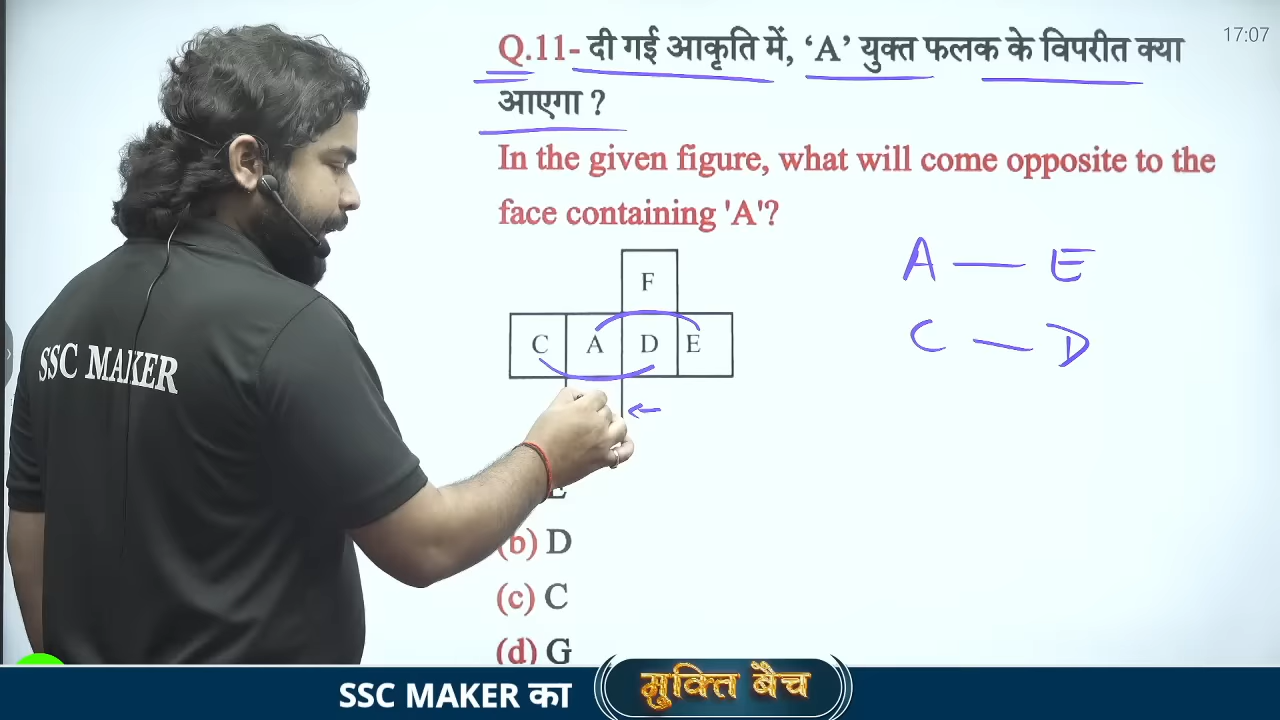 17:07
Q.11- दी गई आकृति में, ‘A’ युक्त फलक के विपरीत क्या
आएगा ?
In the given figure, what will come opposite to the
face containing 'A'?
A — E
F
C A D E
C — D
SSC MAKER
E
(b) D
(c) C
(d) G
SSC MAKER का मुक्ति बैच